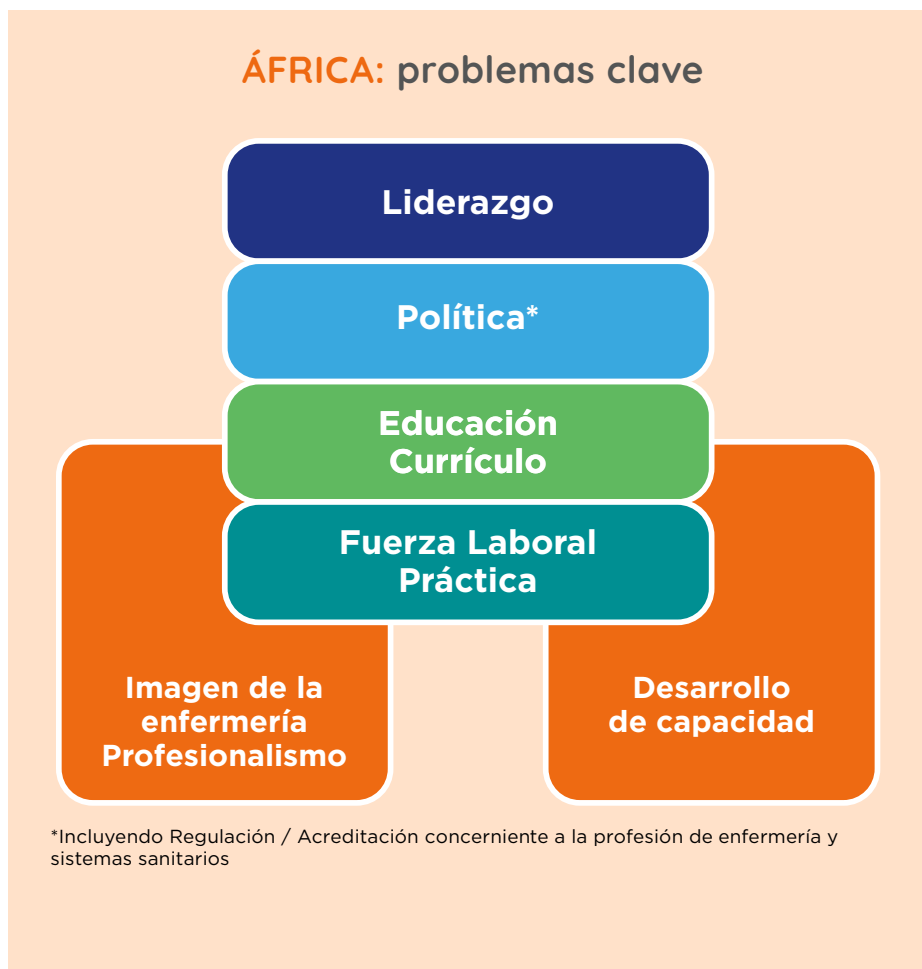 ÁFRICA: problemas clave
Liderazgo
Política*
Educación
Currículo
Fuerza Laboral
Práctica
Imagen de la
enfermería
Profesionalismo
Desarrollo
de capacidad
*Incluyendo Regulación / Acreditación concerniente a la profesión de enfermería y
sistemas sanitarios